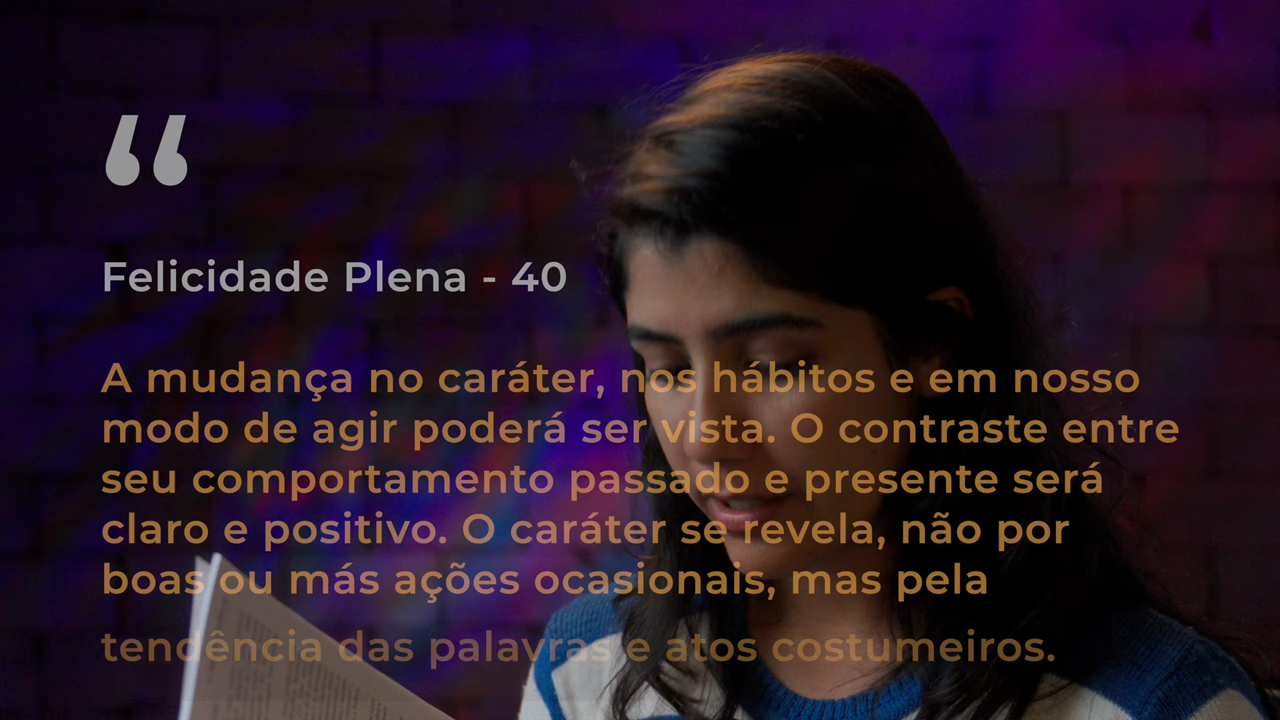 “
Felicidade Plena - 40
A mudança no caráter, nos hábitos e em nosso
modo de agir poderá ser vista. O contraste entre
seu comportamento passado e presente será
claro e positivo. O caráter se revela, não por
boas ou más ações ocasionais, mas pela
tendência das palavras e atos costumeiros.